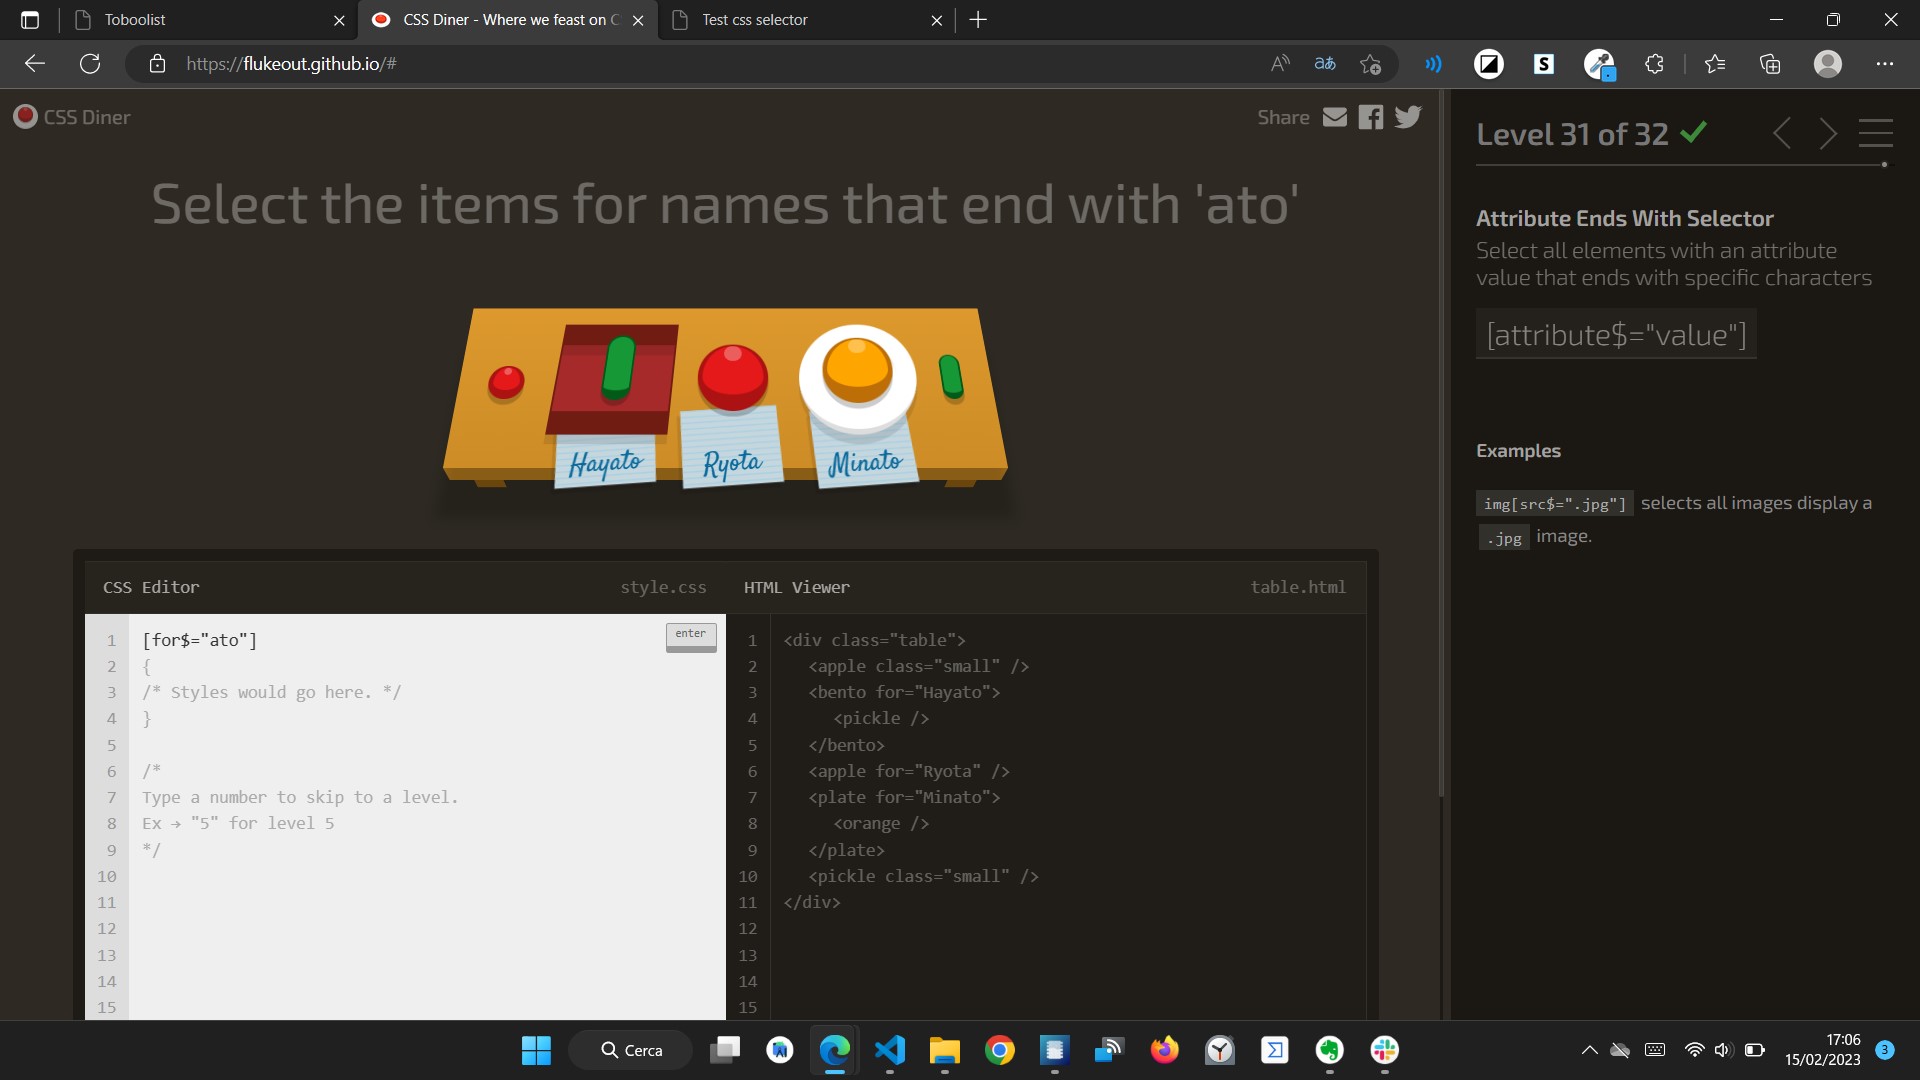 Toboolist
CSS Diner - Where we feast on C
Test css selector
https://flukeout.github.io/#
CSS Diner
Share
Level 31 of 32
Select the items for names that end with 'ato'
Attribute Ends With Selector
Select all elements with an attribute
value that ends with specific characters
[attribute$="value"]
Hayato
Ryota
Minato
Examples
img[src$=".jpg"] selects all images display a
.jpg image.
CSS Editor
style.css
1 [for$="ato"]
enter
2 {
3 /* Styles would go here. */
4 }
5
6 /*
7 Type a number to skip to a level.
8 Ex → "5" for level 5
9 */
10
11
12
13
14
15
HTML Viewer
table.html
1 <div class="table">
2 <apple class="small" />
3 <bento for="Hayato">
4 <pickle />
5 </bento>
6 <apple for="Ryota" />
7 <plate for="Minato">
8 <orange />
9 </plate>
10 <pickle class="small" />
11 </div>
12
13
14
15
Cerca
17:06
15/02/2023
3